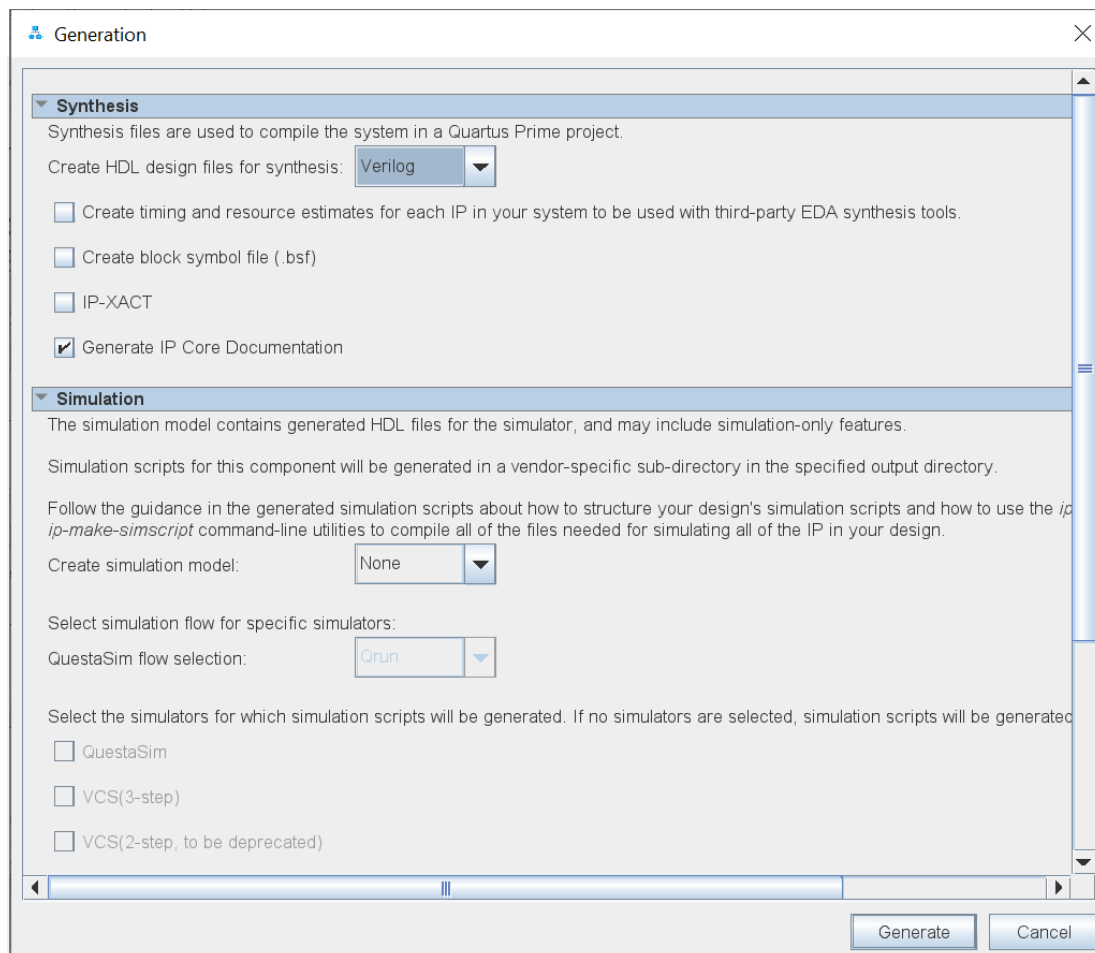 Generation
Synthesis
Synthesis files are used to compile the system in a Quartus Prime project.
Create HDL design files for synthesis: Verilog
Create timing and resource estimates for each IP in your system to be used with third-party EDA synthesis tools.
Create block symbol file (.bsf)
IP-XACT
Generate IP Core Documentation
Simulation
The simulation model contains generated HDL files for the simulator, and may include simulation-only features.
Simulation scripts for this component will be generated in a vendor-specific sub-directory in the specified output directory.
Follow the guidance in the generated simulation scripts about how to structure your design's simulation scripts and how to use the ip
ip-make-simscript command-line utilities to compile all of the files needed for simulating all of the IP in your design.
Create simulation model: None
Select simulation flow for specific simulators:
QuestaSim flow selection: Qrun
Select the simulators for which simulation scripts will be generated. If no simulators are selected, simulation scripts will be generated
QuestaSim
VCS(3-step)
VCS(2-step, to be deprecated)
Generate Cancel